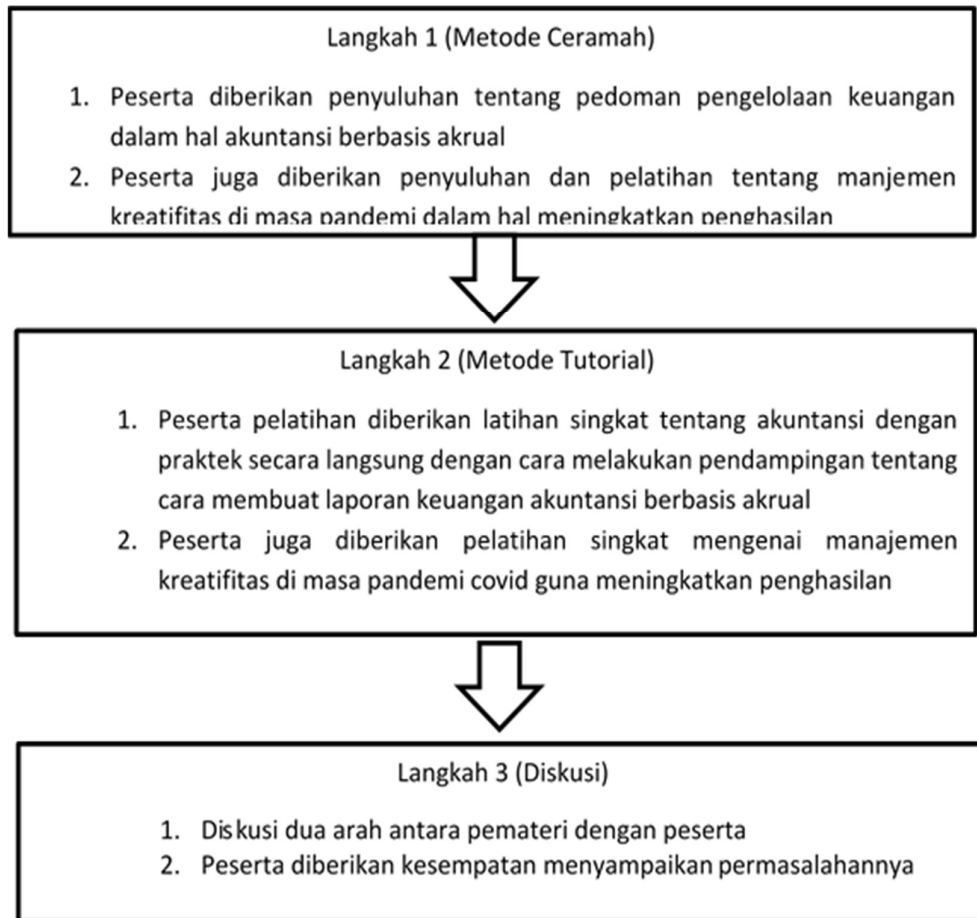 Langkah 1 (Metode Ceramah)
1. Peserta diberikan penyuluhan tentang pedoman pengelolaan keuangan
dalam hal akuntansi berbasis akrual
2. Peserta juga diberikan penyuluhan dan pelatihan tentang manjemen
kreatifitas di masa pandemi dalam hal meningkatkan penghasilan
Langkah 2 (Metode Tutorial)
1. Peserta pelatihan diberikan latihan singkat tentang akuntansi dengan
praktek secara langsung dengan cara melakukan pendampingan tentang
cara membuat laporan keuangan akuntansi berbasis akrual
2. Peserta juga diberikan pelatihan singkat mengenai manajemen
kreatifitas di masa pandemi covid guna meningkatkan penghasilan
Langkah 3 (Diskusi)
1. Diskusi dua arah antara pemateri dengan peserta
2. Peserta diberikan kesempatan menyampaikan permasalahannya